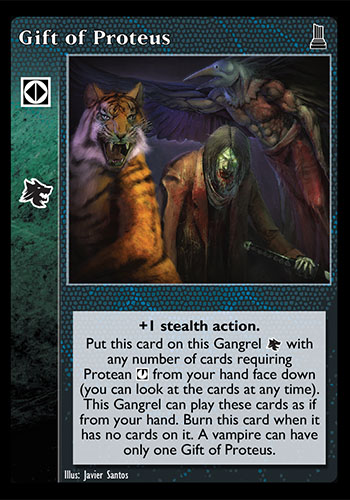 Gift of Proteus
+1 stealth action.
Put this card on this Gangrel with
any number of cards requiring
Protean from your hand face down
(you can look at the cards at any time).
This Gangrel can play these cards as if
from your hand. Burn this card when it
has no cards on it. A vampire can have
only one Gift of Proteus.
Illus: Javier Santos